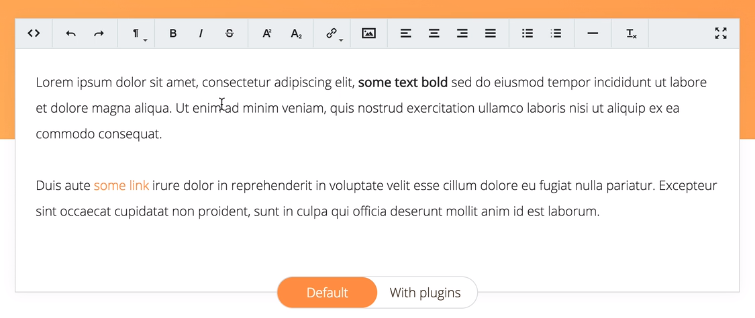 Lorem ipsum dolor sit amet, consectetur adipiscing elit, some text bold sed do eiusmod tempor incididunt ut labore
et dolore magna aliqua. Ut enim ad minim veniam, quis nostrud exercitation ullamco laboris nisi ut aliquip ex ea
commodo consequat.
Duis aute some link irure dolor in reprehenderit in voluptate velit esse cillum dolore eu fugiat nulla pariatur. Excepteur
sint occaecat cupidatat non proident, sunt in culpa qui officia deserunt mollit anim id est laborum.
Default With plugins